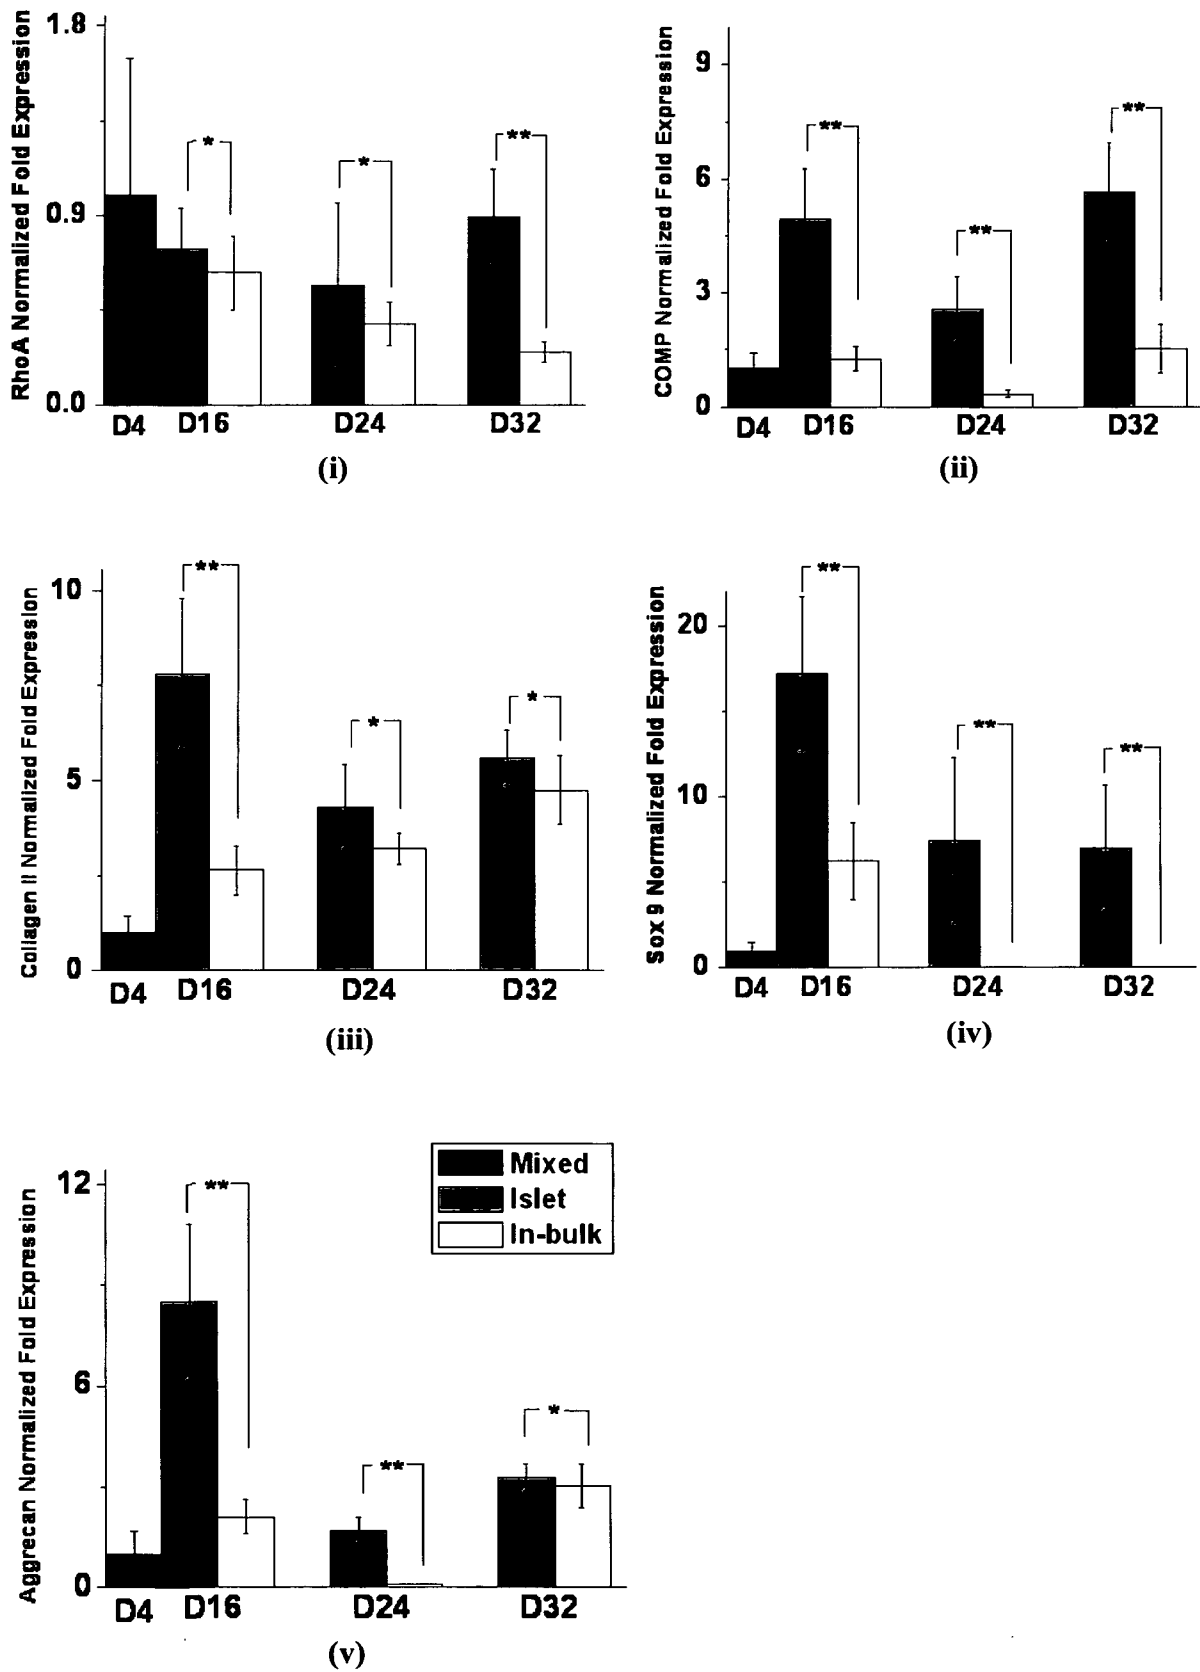 RhoA Normalized Fold Expression
1.8
0.9
0.0
*
*
**
D4 D16 D24 D32
(i)
COMP Normalized Fold Expression
9
6
3
0
**
**
**
D4 D16 D24 D32
(ii)
Collagen II Normalized Fold Expression
10
5
0
**
*
*
D4 D16 D24 D32
(iii)
Sox 9 Normalized Fold Expression
20
10
0
**
**
**
D4 D16 D24 D32
(iv)
Aggrecan Normalized Fold Expression
12
6
0
**
**
*
Mixed
Islet
In-bulk
D4 D16 D24 D32
(v)